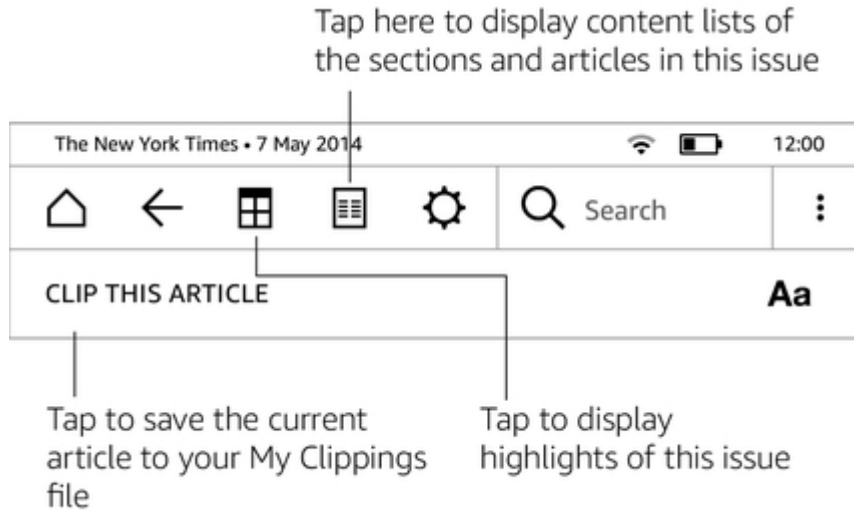 Tap here to display content lists of
the sections and articles in this issue
The New York Times • 7 May 2014
12:00
Search
CLIP THIS ARTICLE
Aa
Tap to save the current
article to your My Clippings
file
Tap to display
highlights of this issue